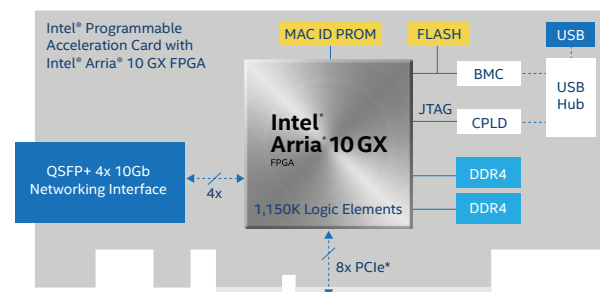 Intel® Programmable
Acceleration Card with
Intel® Arria® 10 GX FPGA
MAC ID PROM
FLASH
USB
BMC
USB
Hub
JTAG
CPLD
Intel®
Arria® 10 GX
FPGA
1,150K Logic Elements
QSFP+ 4x 10Gb
Networking Interface
4x
DDR4
DDR4
8x PCIe*